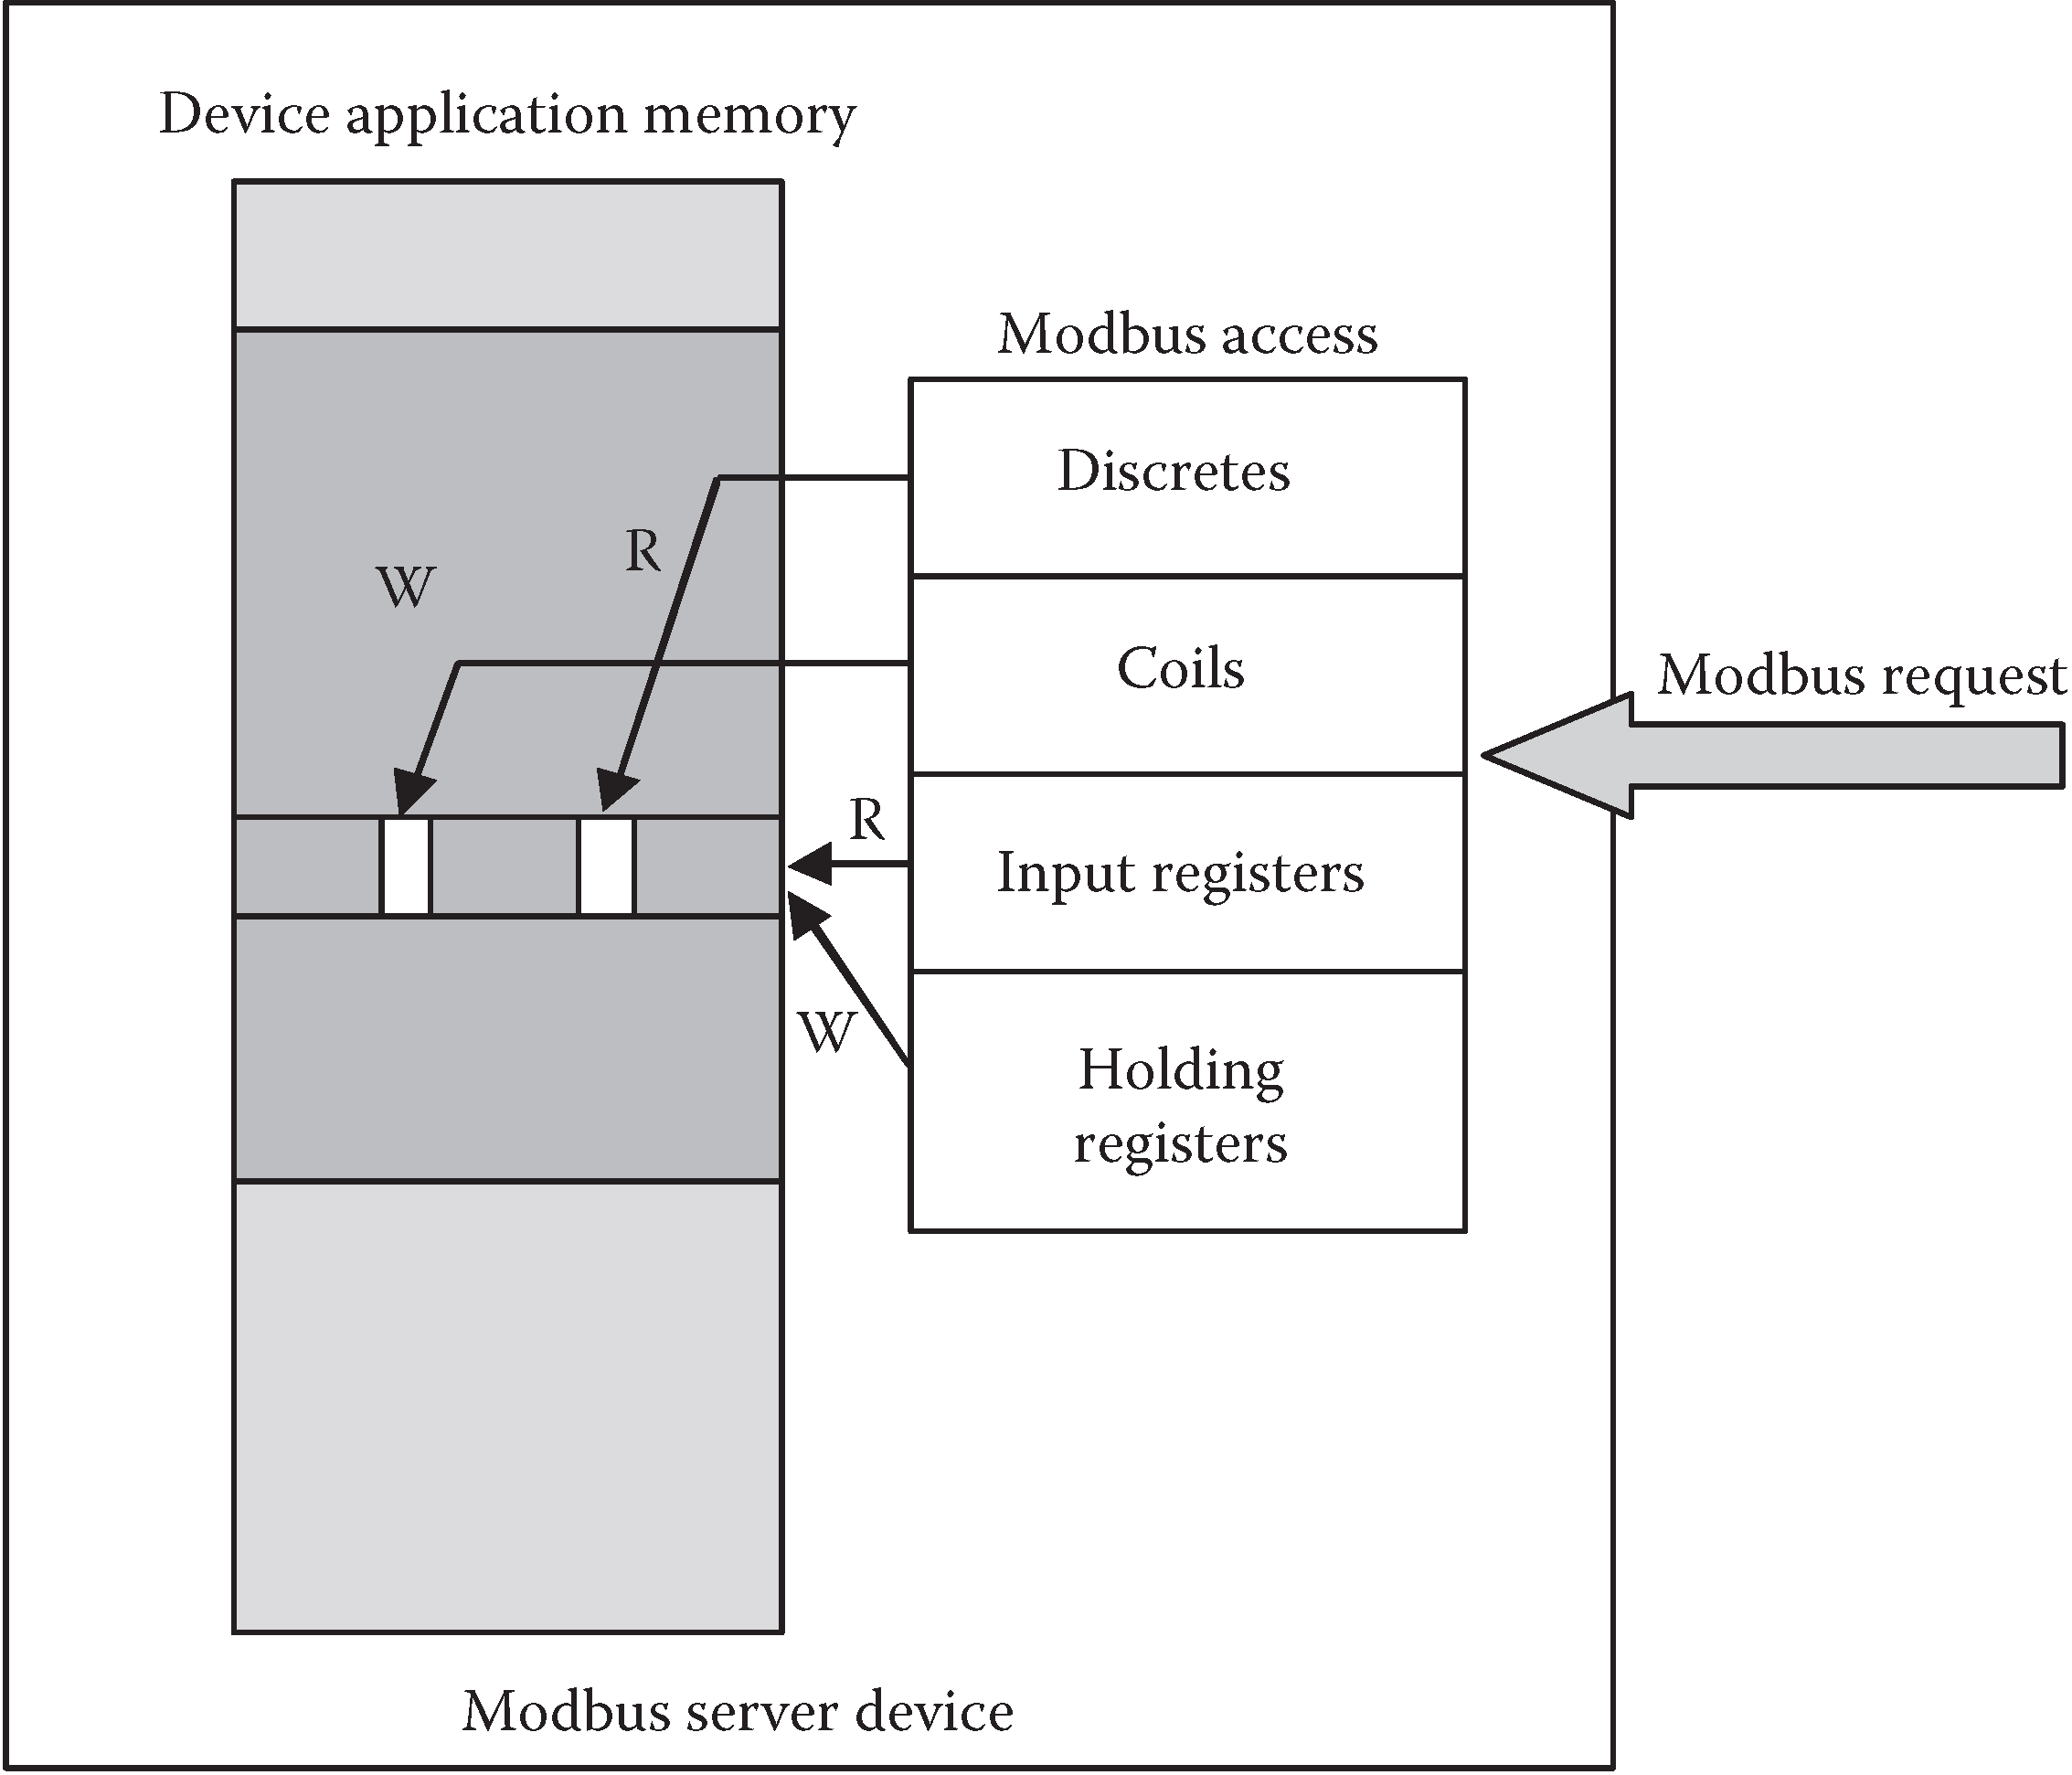 Device application memory
Modbus access
Discretes
R
W
Coils
Modbus request
R
Input registers
W
Holding
registers
Modbus server device